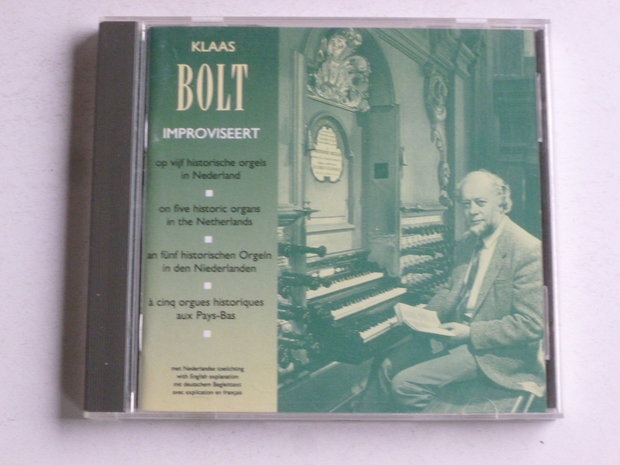 KLAAS
BOLT
IMPROVISEERT
op vijf historische orgels
in Nederland
on five historic organs
in the Netherlands
an fünf historischen Orgeln
in den Niederlanden
à cinq orgues historiques
aux Pays-Bas
met Nederlandse toelichting
with English explanation
mit deutschem Begleittext
avec explication en français